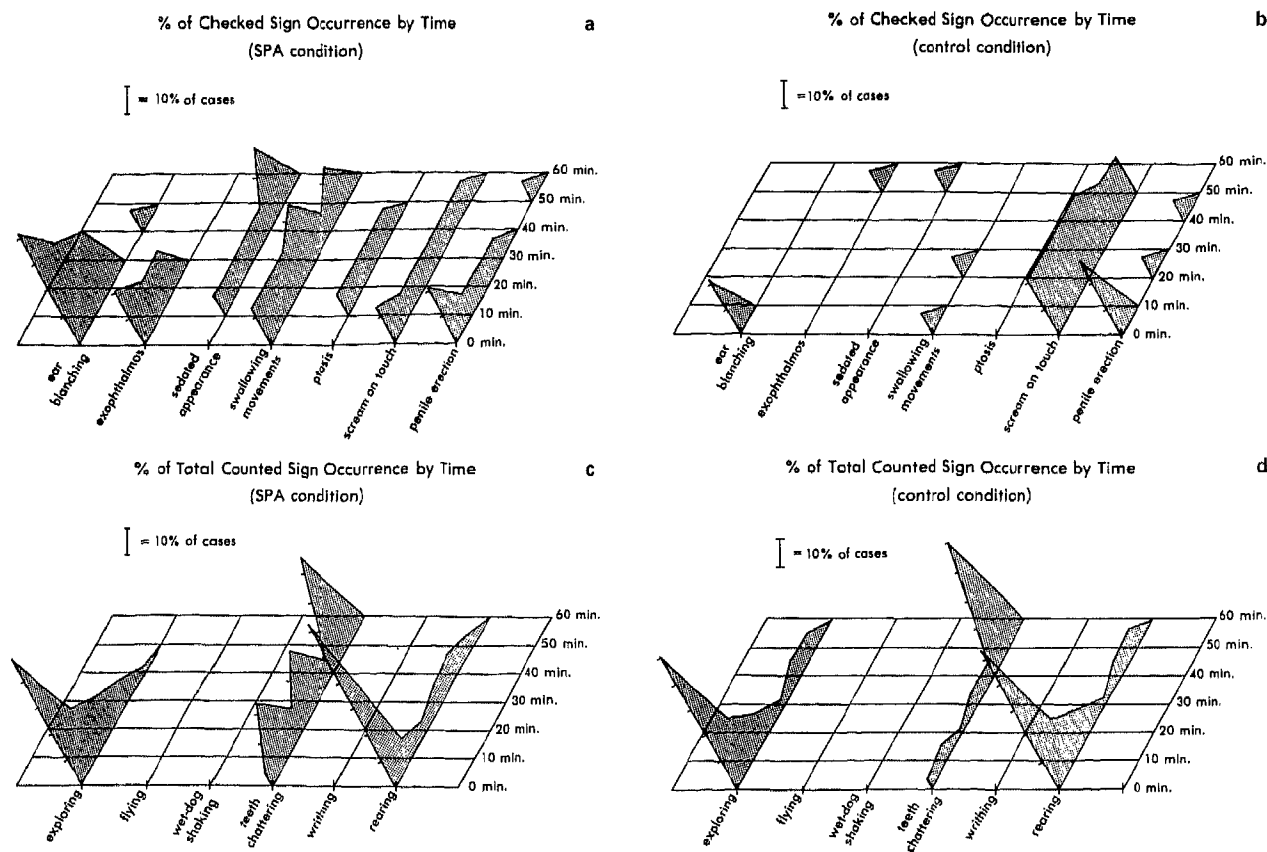 % of Checked Sign Occurrence by Time
(SPA condition)
a
= 10% of cases
60 min.
50 min.
40 min.
30 min.
20 min.
10 min.
0 min.
ear
blanching
exophthalmos
sedated
appearance
swallowing
movements
ptosis
scream on touch
penile erection
% of Checked Sign Occurrence by Time
(control condition)
b
=10% of cases
60 min.
50 min.
40 min.
30 min.
20 min.
10 min.
0 min.
ear
blanching
exophthalmos
sedated
appearance
swallowing
movements
ptosis
scream on touch
penile erection
% of Total Counted Sign Occurrence by Time
(SPA condition)
c
= 10% of cases
60 min.
50 min.
40 min.
30 min.
20 min.
10 min.
0 min.
exploring
flying
wet-dog
shaking
teeth
chattering
writhing
rearing
% of Total Counted Sign Occurrence by Time
(control condition)
d
= 10% of cases
60 min.
50 min.
40 min.
30 min.
20 min.
10 min.
0 min.
exploring
flying
wet-dog
shaking
teeth
chattering
writhing
rearing